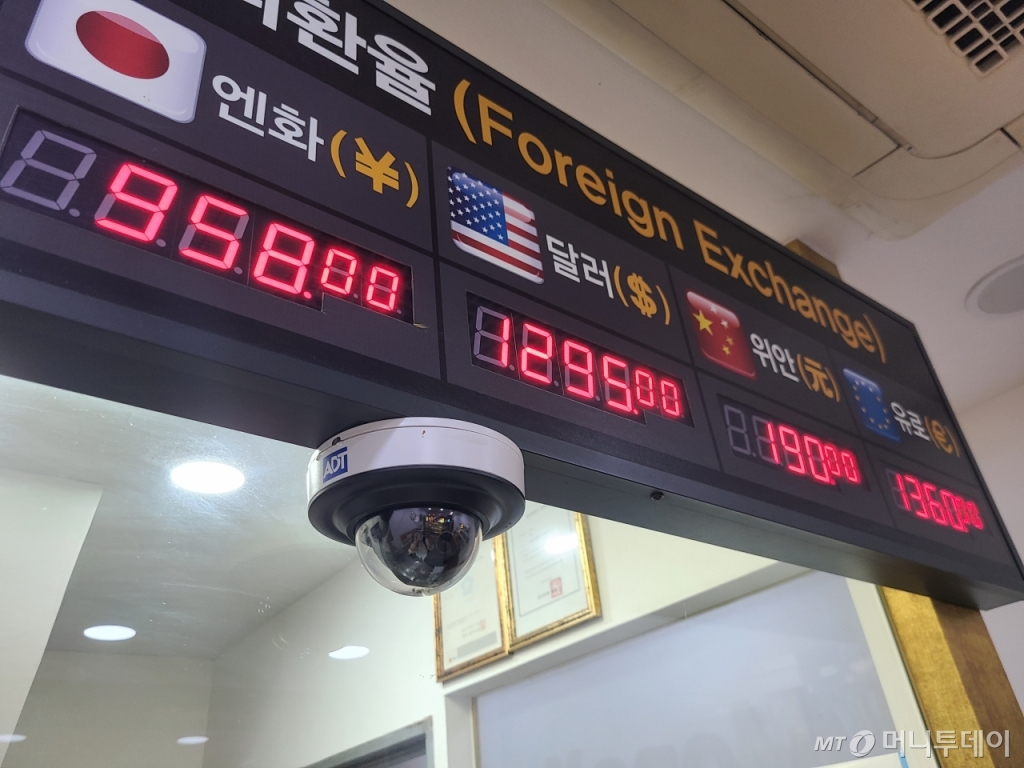 환율 (Foreign Exchange)
엔화(¥)
958.00
달러($)
1295.00
위안(元)
190.00
유로(€)
1360.00
ADT
MT 머니투데이